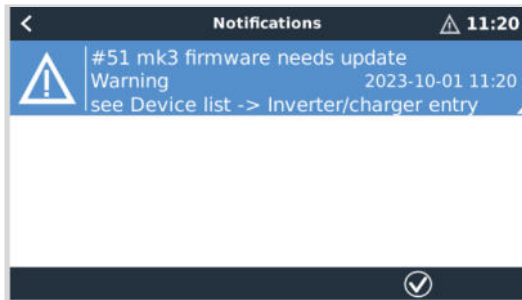 Notifications
11:20
#51 mk3 firmware needs update
Warning
2023-10-01 11:20
see Device list -> Inverter/charger entry